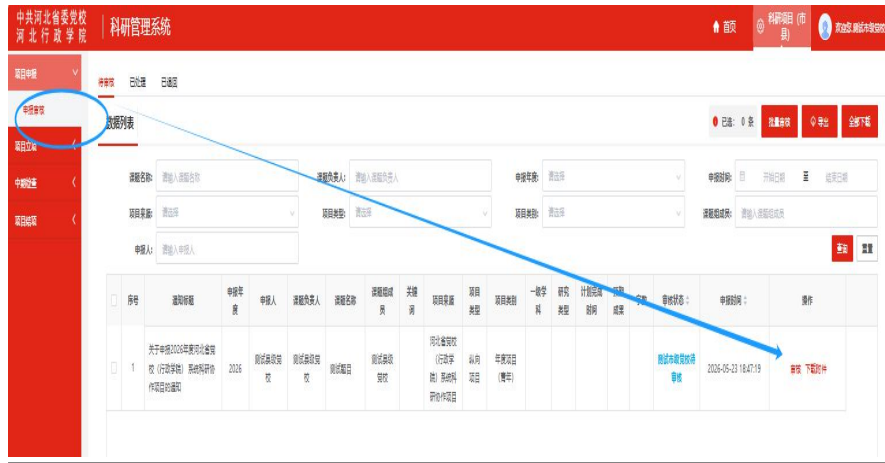 中共河北省委党校
河北行政学院
科研管理系统
首页
科研项目（市
县）
项目申报
申报审核
项目立项
中期检查
项目结项
待审核 已处理 已退回
数据列表
已选： 0 条 批量审核 导出 全部下载
课题名称: 请输入课题名称 课题负责人: 请输入课题负责人 申报年度: 请选择 申报时间: 开始日期 至 结束日期
项目来源: 请选择 项目类型: 请选择 项目类别: 请选择 课题组成员: 请输入课题组成员
申报人: 请输入申报人
查询 重置
序号 通知标题 申报年度 申报人 课题负责人 课题名称 课题组成员 关键词 项目来源 项目类型 项目类别 一级学科 研究类型 计划完成时间 预期成果 字数 审核状态 申报时间 操作
1 关于申报2026年度河北省党校（行政学院）系统科研协作项目的通知 2026 测试县级党校 测试题目 测试县级党校 河北省党校（行政学院）系统科研协作项目 纵向项目 年度项目（青年） 测试市级党校待审核 2026-05-23 18:47:19 审核 下载附件